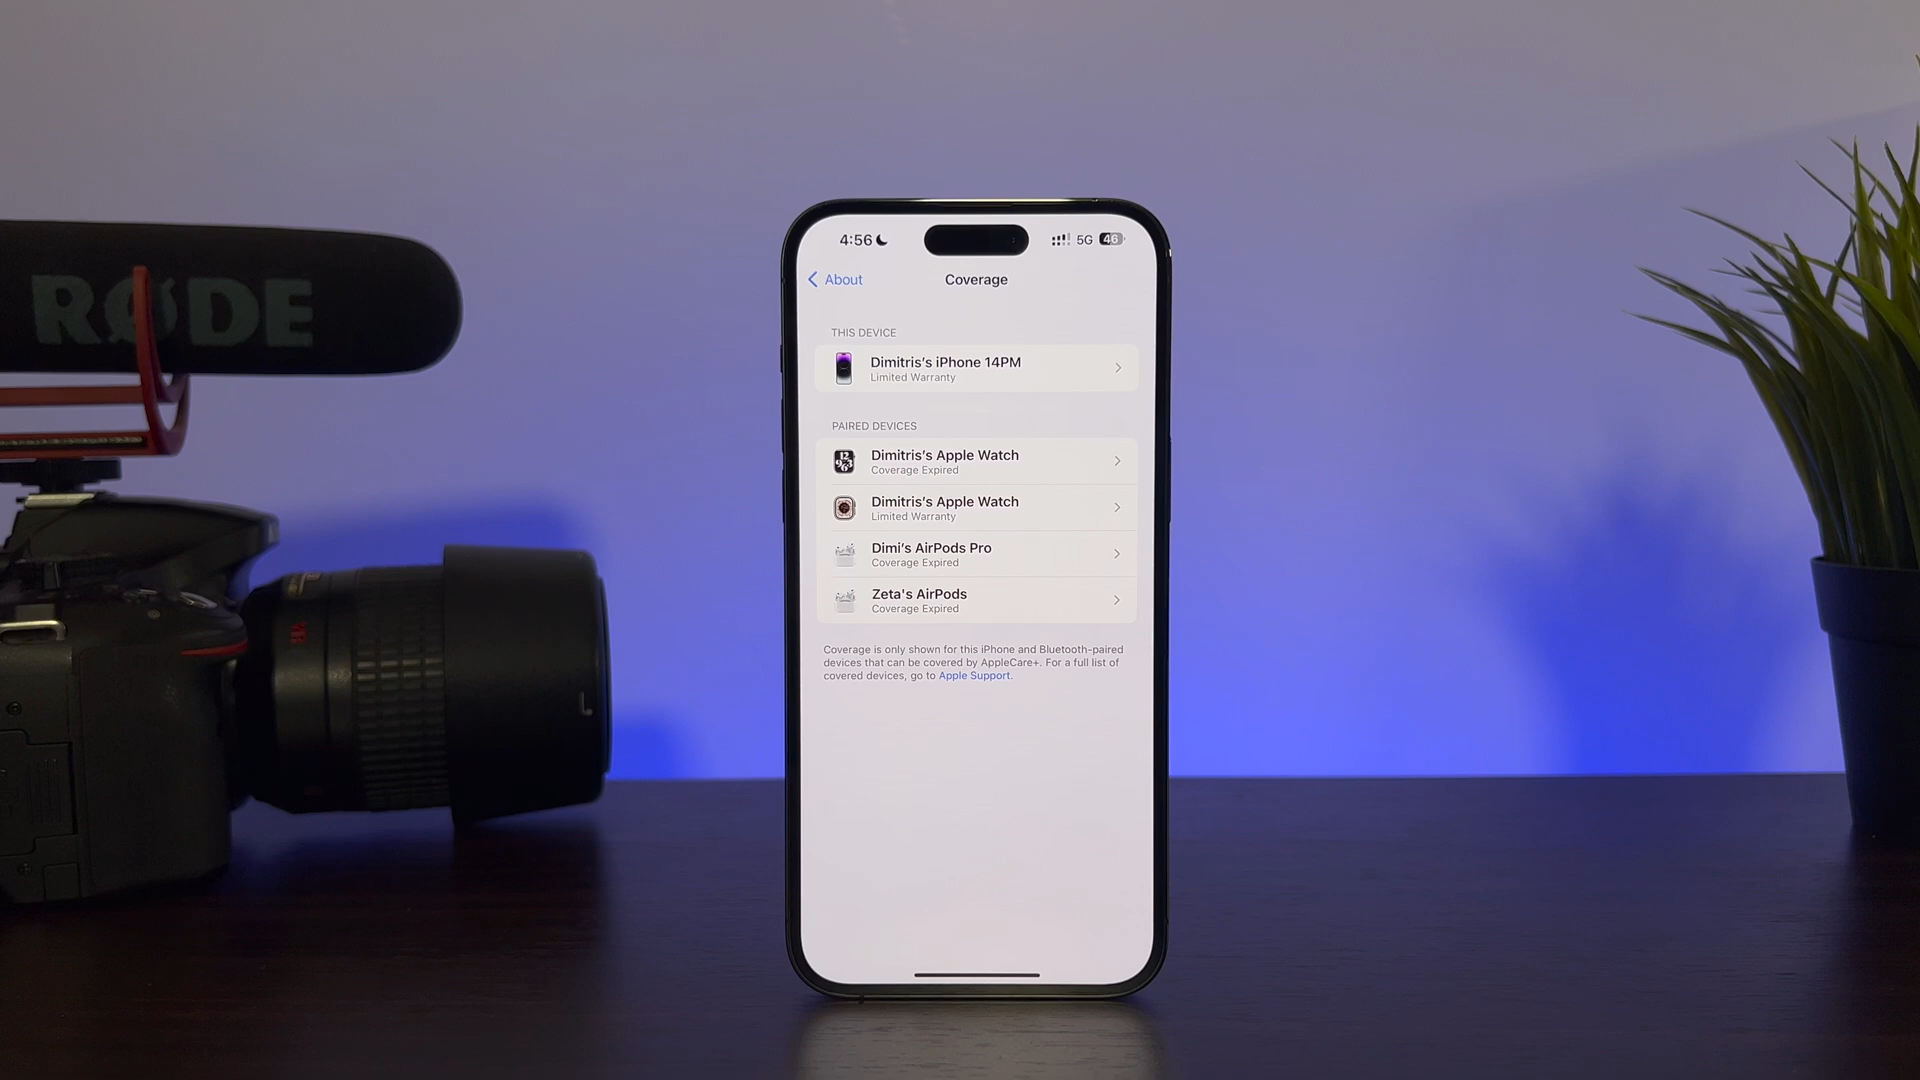 RØDE
4:56
5G 46
About
Coverage
THIS DEVICE
Dimitris's iPhone 14PM
Limited Warranty
PAIRED DEVICES
Dimitris's Apple Watch
Coverage Expired
Dimitris's Apple Watch
Limited Warranty
Dimi's AirPods Pro
Coverage Expired
Zeta's AirPods
Coverage Expired
Coverage is only shown for this iPhone and Bluetooth-paired
devices that can be covered by AppleCare+. For a full list of
covered devices, go to Apple Support.